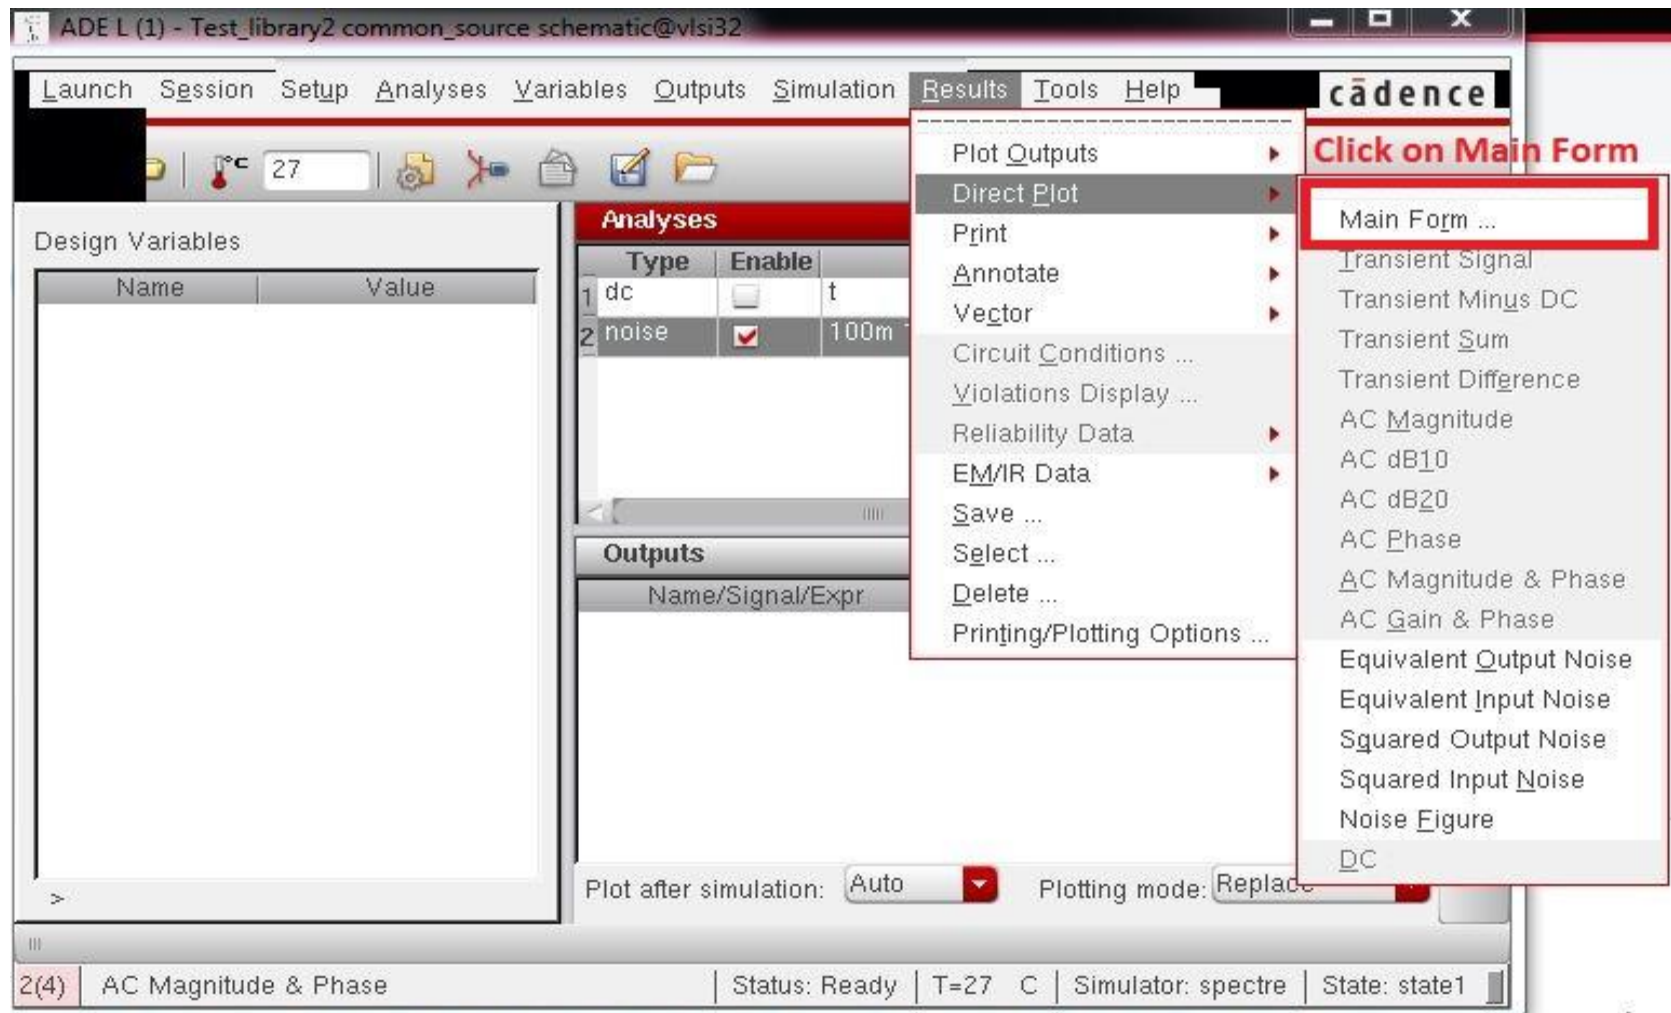 ADE L (1) - Test_library2 common_source schematic@vlsi32
Launch Session Setup Analyses Variables Outputs Simulation Results Tools Help cādence
Click on Main Form
°C 27
Plot Outputs
Direct Plot
Print
Annotate
Vector
Circuit Conditions ...
Violations Display ...
Reliability Data
EM/IR Data
Save ...
Select ...
Delete ...
Printing/Plotting Options ...
Main Form ...
Transient Signal
Transient Minus DC
Transient Sum
Transient Difference
AC Magnitude
AC dB10
AC dB20
AC Phase
AC Magnitude & Phase
AC Gain & Phase
Equivalent Output Noise
Equivalent Input Noise
Squared Output Noise
Squared Input Noise
Noise Figure
DC
Design Variables
Name Value
Analyses
Type Enable
1 dc t
2 noise 100m
Outputs
Name/Signal/Expr
>
Plot after simulation: Auto Plotting mode: Replace
2(4) AC Magnitude & Phase Status: Ready T=27 C Simulator: spectre State: state1